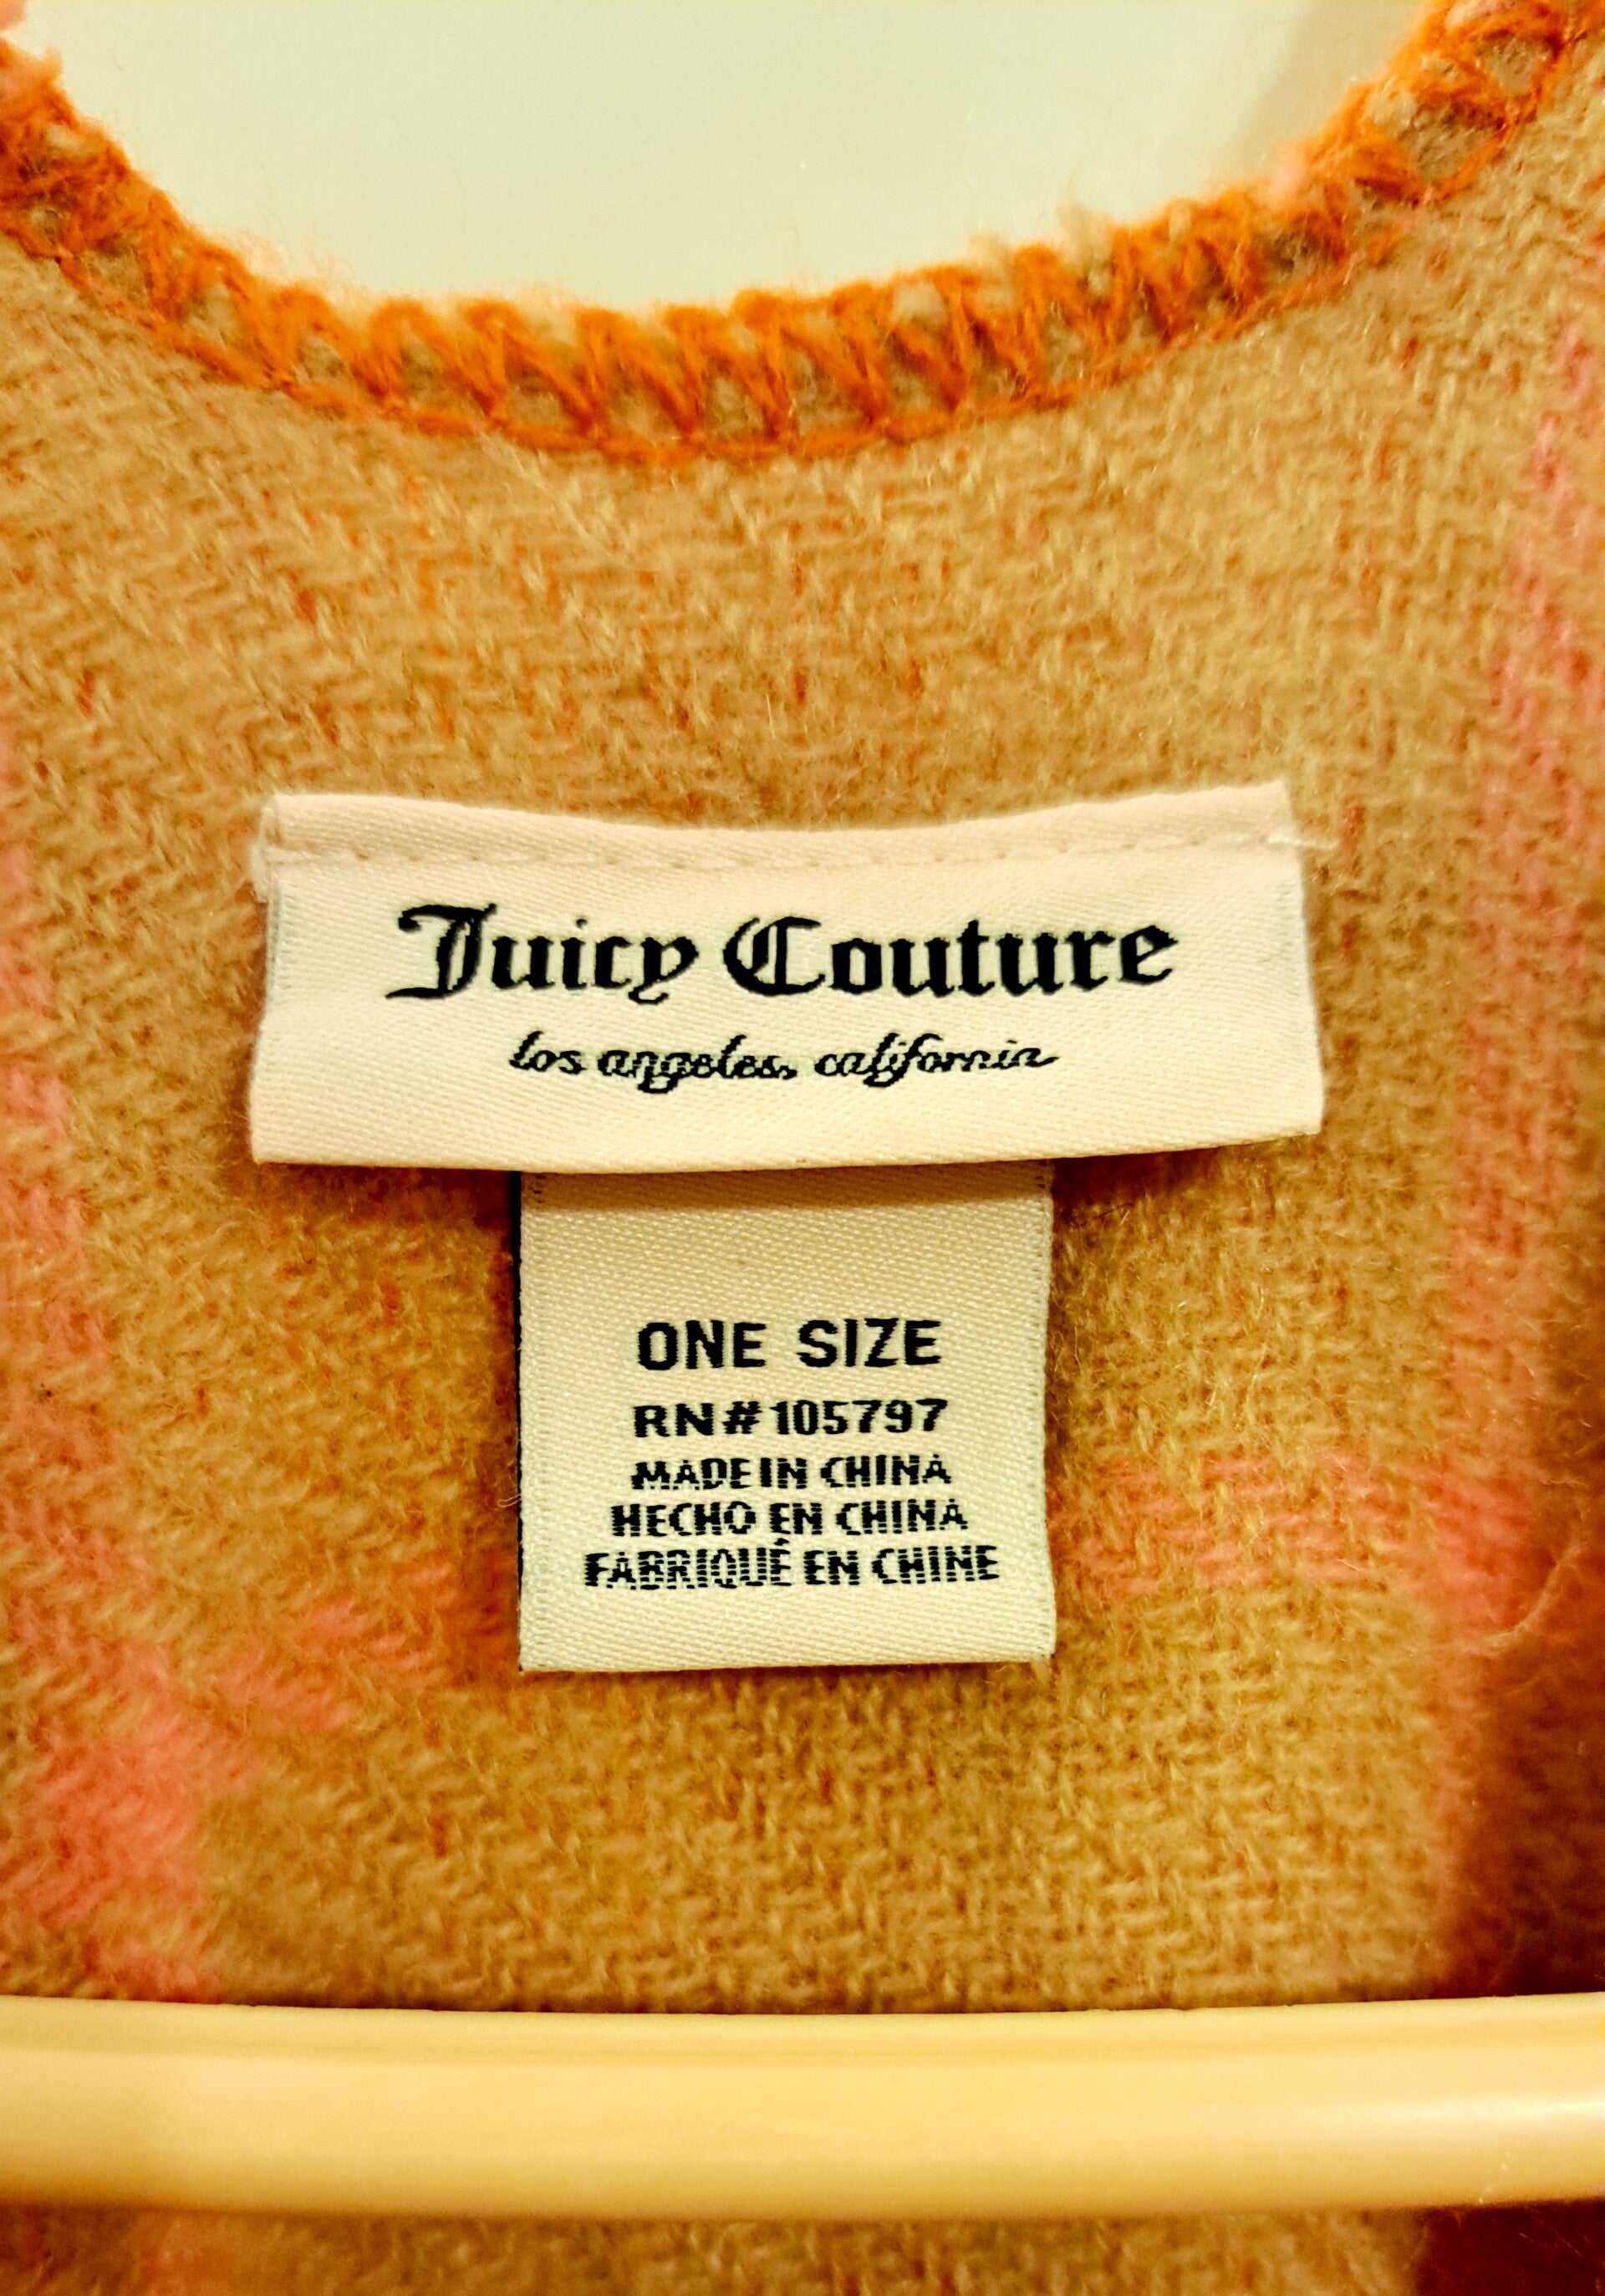 Juicy Couture
los angeles, california
ONE SIZE
RN#105797
MADE IN CHINA
HECHO EN CHINA
FABRIQUÉ EN CHINE